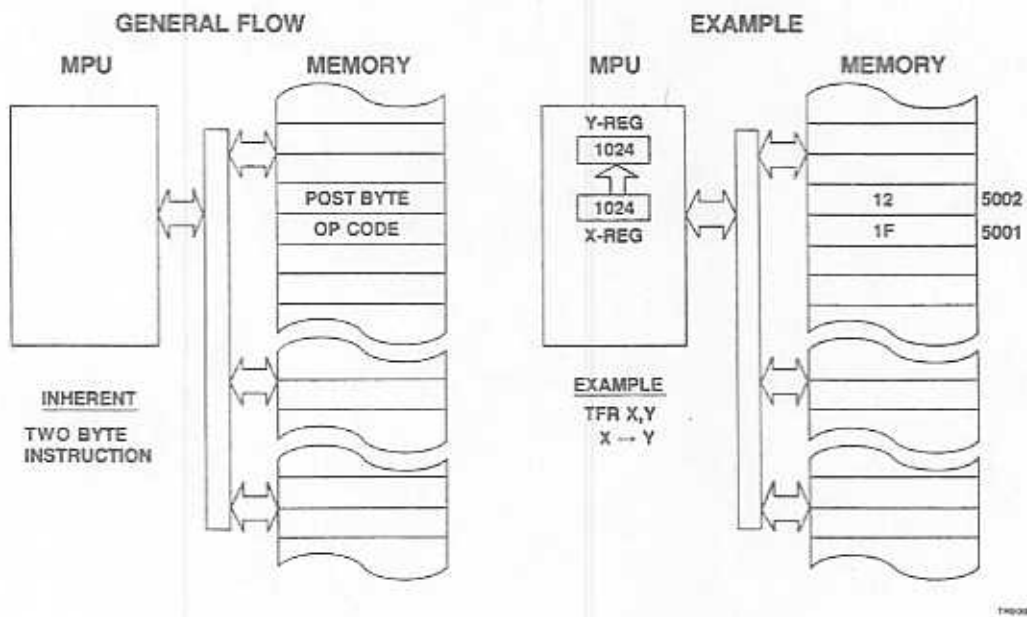 GENERAL FLOW
MPU
MEMORY
POST BYTE
OP CODE
INHERENT
TWO BYTE
INSTRUCTION
EXAMPLE
MPU
MEMORY
Y-REG
1024
1024
X-REG
12
5002
1F
5001
EXAMPLE
TFR X,Y
X → Y